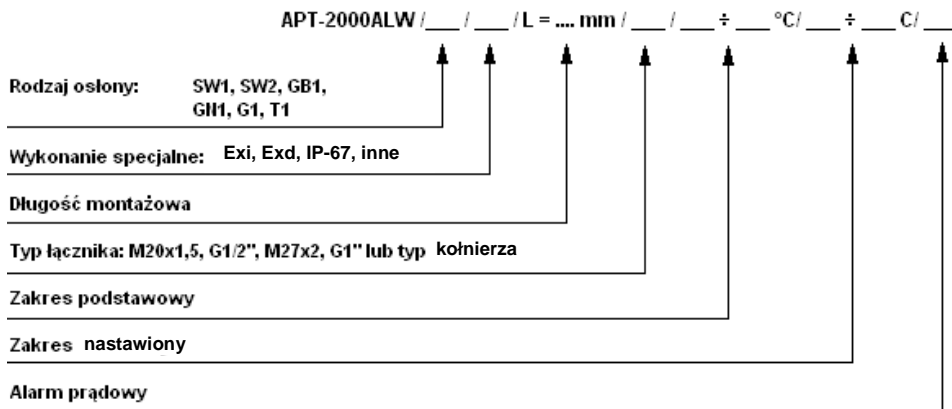 APT-2000ALW /___ / ___ / L = .... mm / ___ / ___ ÷ ___ °C/ ___ ÷ ___ C/ ___
Rodzaj osłony: SW1, SW2, GB1,
GN1, G1, T1
Wykonanie specjalne: Exi, Exd, IP-67, inne
Długość montażowa
Typ łącznika: M20x1,5, G1/2", M27x2, G1" lub typ kołnierza
Zakres podstawowy
Zakres nastawiony
Alarm prądowy